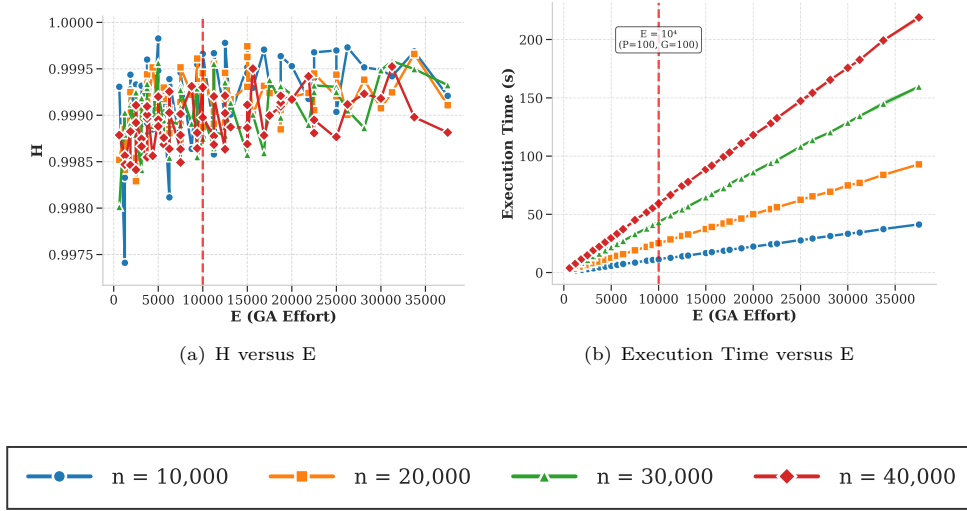 1.0000
0.9995
0.9990
0.9985
0.9980
0.9975
H
0 5000 10000 15000 20000 25000 30000 35000
E (GA Effort)
(a) H versus E
200
150
100
50
0
Execution Time (s)
E = 10⁴
(P=100, G=100)
0 5000 10000 15000 20000 25000 30000 35000
E (GA Effort)
(b) Execution Time versus E
n = 10,000 n = 20,000 n = 30,000 n = 40,000